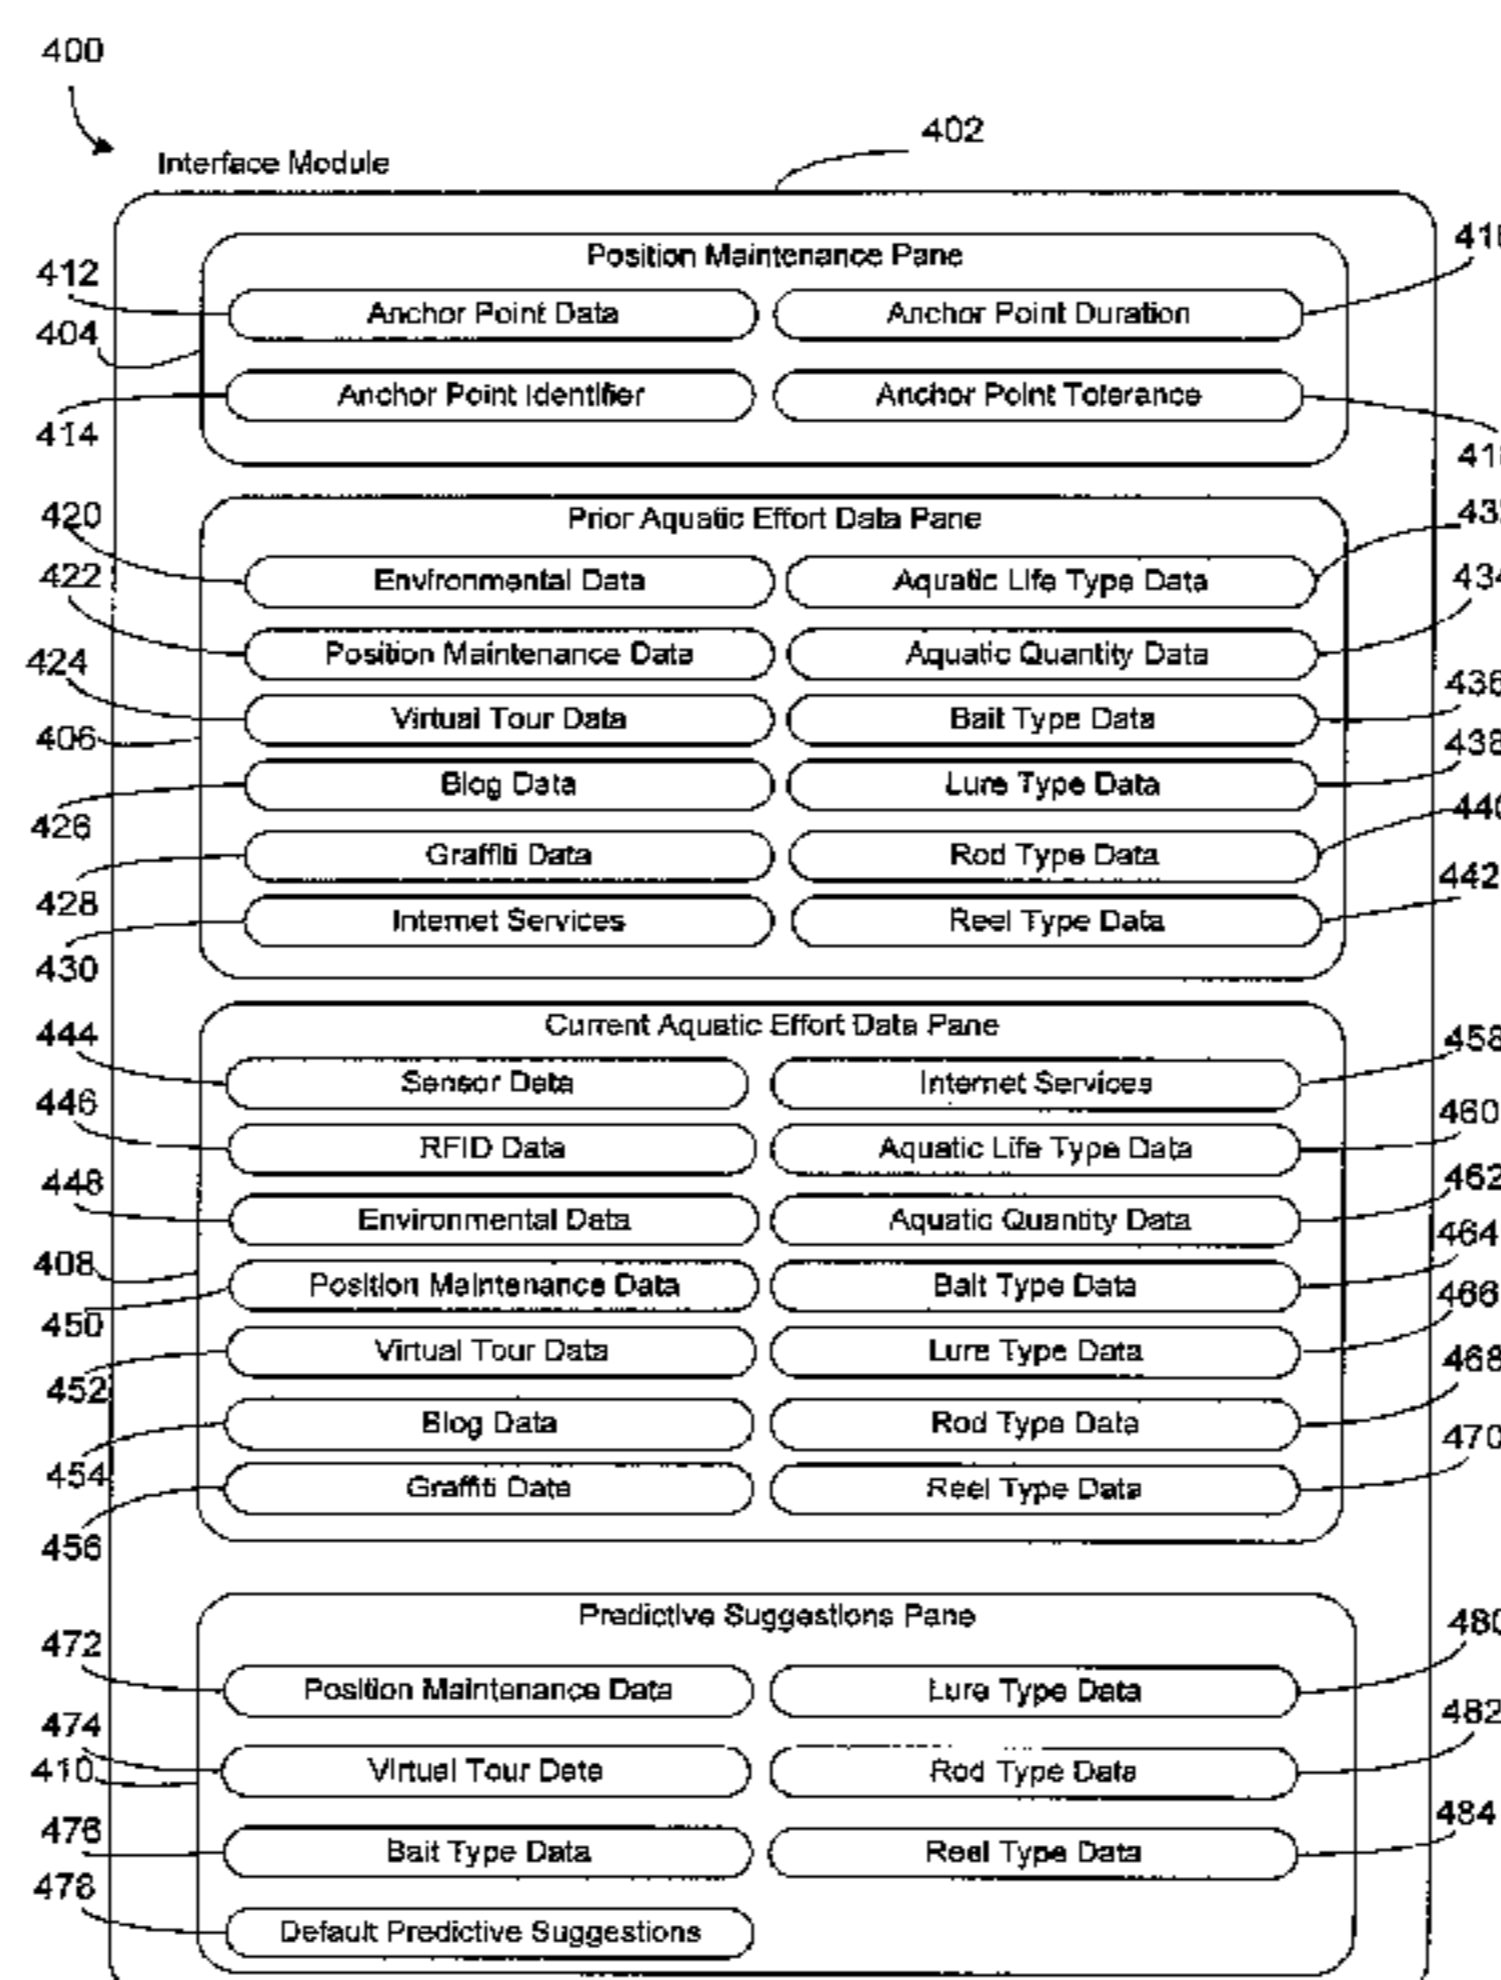 400
402
Interface Module
Position Maintenance Pane
412
Anchor Point Data
Anchor Point Duration
404
414
Anchor Point Identifier
Anchor Point Tolerance
Prior Aquatic Effort Data Pane
420
Environmental Data
Aquatic Life Type Data
422
Position Maintenance Data
Aquatic Quantity Data
434
424
Virtual Tour Data
Bait Type Data
436
406
Blog Data
Lure Type Data
438
426
Graffiti Data
Rod Type Data
440
428
Internet Services
Reel Type Data
442
430
Current Aquatic Effort Data Pane
444
Sensor Data
Internet Services
458
446
RFID Data
Aquatic Life Type Data
460
448
Environmental Data
Aquatic Quantity Data
462
408
Position Maintenance Data
Bait Type Data
464
450
Virtual Tour Data
Lure Type Data
466
452
Blog Data
Rod Type Data
468
454
Graffiti Data
Reel Type Data
470
456
Predictive Suggestions Pane
472
Position Maintenance Data
Lure Type Data
480
474
Virtual Tour Data
Rod Type Data
482
410
476
Bait Type Data
Reel Type Data
484
478
Default Predictive Suggestions